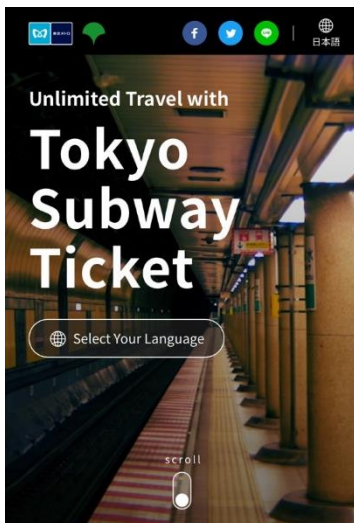 日本語
Unlimited Travel with
Tokyo
Subway
Ticket
Select Your Language
scroll